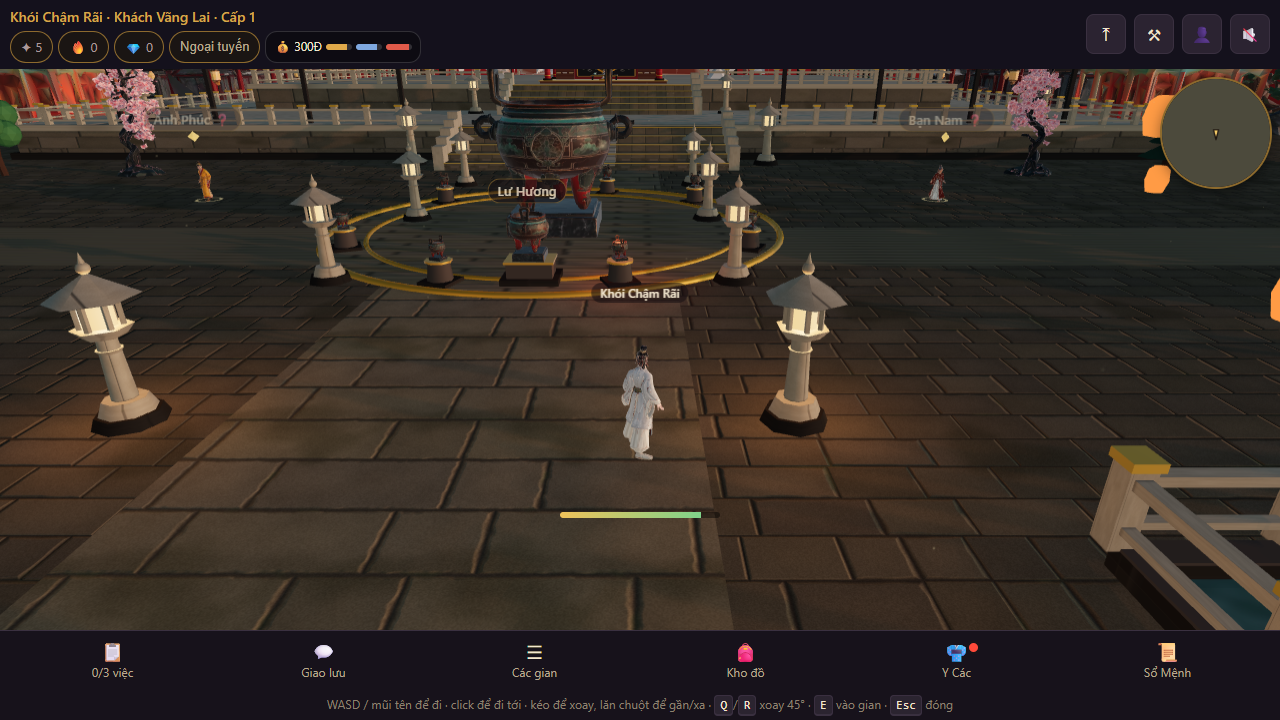 Khói Chậm Rãi · Khách Vãng Lai · Cấp 1
5
0
0
Ngoại tuyến
300Đ
Anh Phúc ❓
Bạn Nam ❓
Lư Hương
Khói Chậm Rãi
0/3 việc
Giao lưu
Các gian
Kho đồ
Y Các
Sổ Mệnh
WASD / mũi tên để đi · click để đi tới · kéo để xoay, lăn chuột để gần/xa · Q / R xoay 45° · E vào gian · Esc đóng